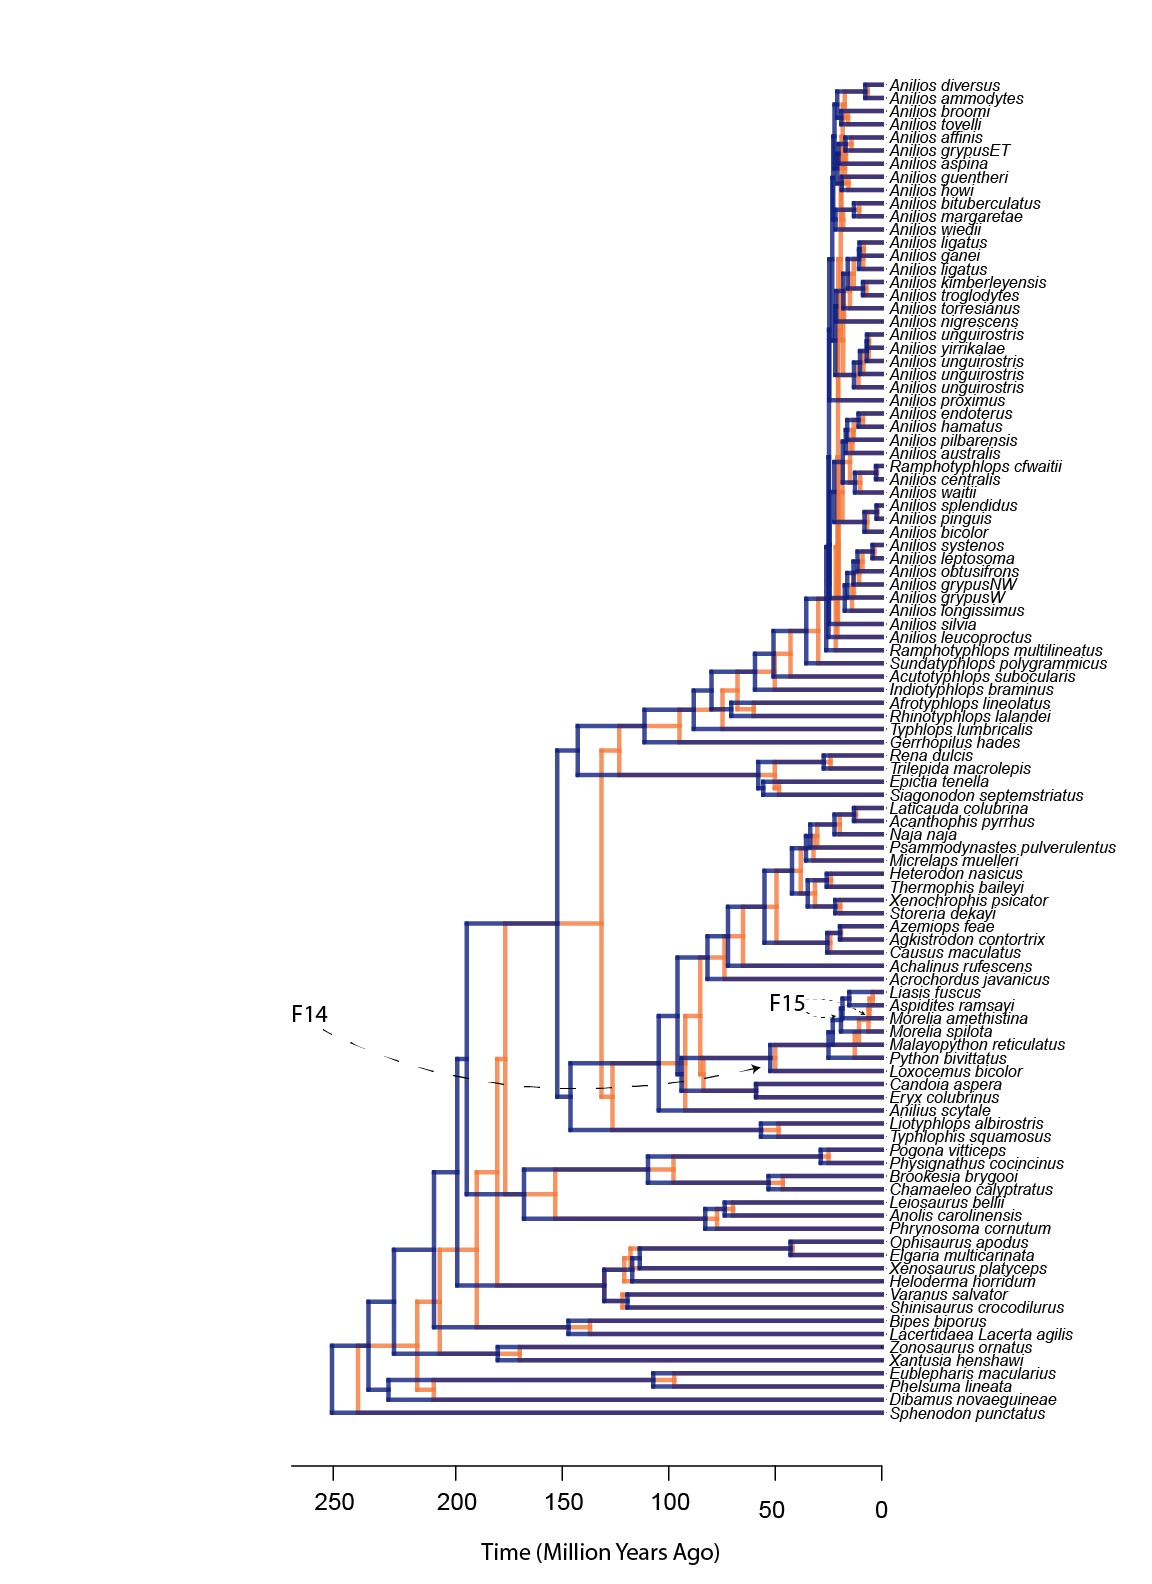 Anilios diversus
Anilios ammodytes
Anilios broomi
Anilios tovelli
Anilios affinis
Anilios grypusET
Anilios aspina
Anilios guentheri
Anilios howi
Anilios bituberculatus
Anilios margaretae
Anilios wiedii
Anilios ligatus
Anilios ganei
Anilios ligatus
Anilios kimberleyensis
Anilios troglodytes
Anilios torresianus
Anilios nigrescens
Anilios unguirostris
Anilios yirrikalae
Anilios unguirostris
Anilios unguirostris
Anilios unguirostris
Anilios proximus
Anilios endoterus
Anilios hamatus
Anilios pilbarensis
Anilios australis
Ramphotyphlops cfwaitii
Anilios centralis
Anilios waitii
Anilios splendidus
Anilios pinguis
Anilios bicolor
Anilios systenos
Anilios leptosoma
Anilios obtusifrons
Anilios grypusNW
Anilios grypusW
Anilios longissimus
Anilios silvia
Anilios leucoproctus
Ramphotyphlops multilineatus
Sundatyphlops polygrammicus
Acutotyphlops subocularis
Indiotyphlops braminus
Afrotyphlops lineolatus
Rhinotyphlops lalandei
Typhlops lumbricalis
Gerrhopilus hades
Rena dulcis
Trilepida macrolepis
Epictia tenella
Siagonodon septemstriatus
Laticauda colubrina
Acanthophis pyrrhus
Naja naja
Psammodynastes pulverulentus
Micrelaps muelleri
Heterodon nasicus
Thermophis baileyi
Xenochrophis psicator
Storeria dekayi
Azemiops feae
Agkistrodon contortrix
Causus maculatus
Achalinus rufescens
Acrochordus javanicus
Liasis fuscus
F15
Aspidites ramsayi
F14
Morelia amethistina
Morelia spilota
Malayopython reticulatus
Python bivittatus
Loxocemus bicolor
Candoia aspera
Eryx colubrinus
Anilius scytale
Liotyphlops albirostris
Typhlophis squamosus
Pogona vitticeps
Physignathus cocincinus
Brookesia brygooi
Chamaeleo calyptratus
Leiosaurus bellii
Anolis carolinensis
Phrynosoma cornutum
Ophisaurus apodus
Elgaria multicarinata
Xenosaurus platyceps
Heloderma horridum
Varanus salvator
Shinisaurus crocodilurus
Bipes biporus
Lacertidaea Lacerta agilis
Zonosaurus ornatus
Xantusia henshawi
Eublepharis macularius
Phelsuma lineata
Dibamus novaeguineae
Sphenodon punctatus
250 200 150 100 50 0
Time (Million Years Ago)